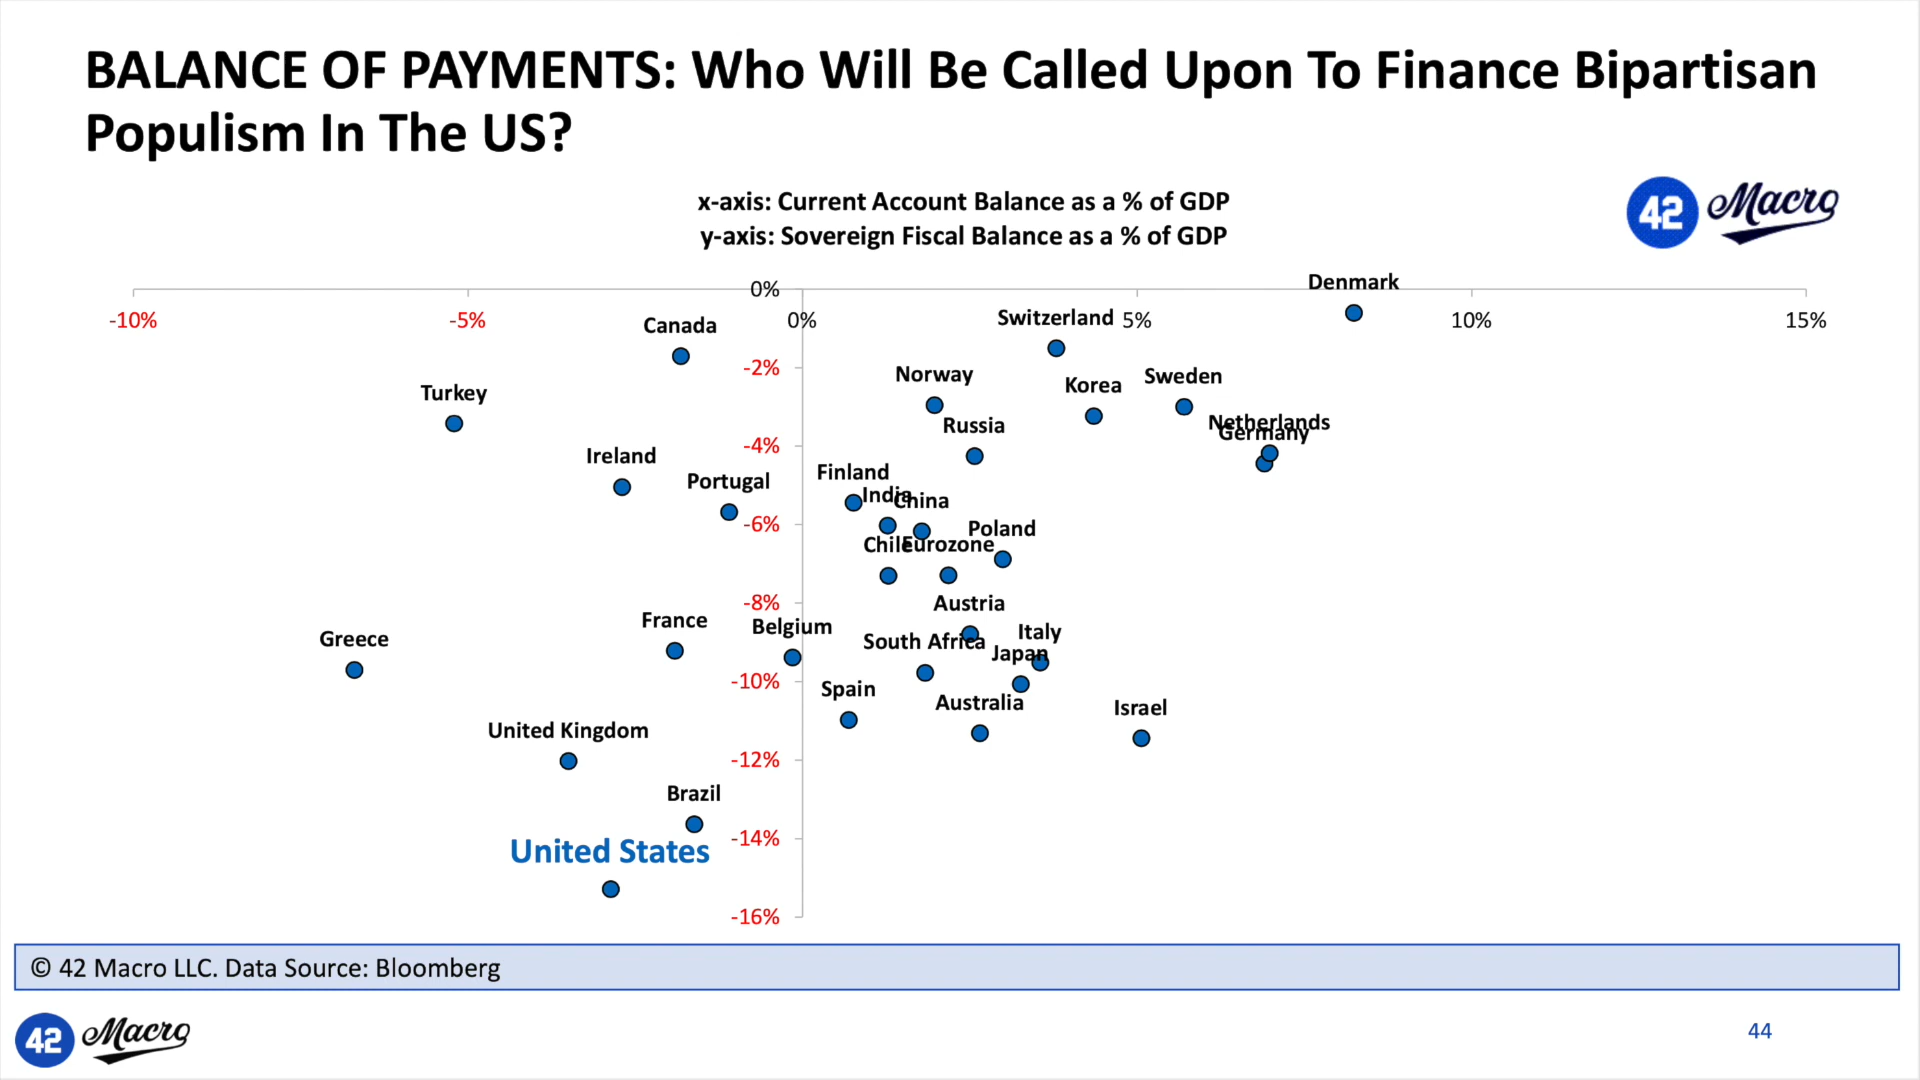 BALANCE OF PAYMENTS: Who Will Be Called Upon To Finance Bipartisan
Populism In The US?
x-axis: Current Account Balance as a % of GDP
y-axis: Sovereign Fiscal Balance as a % of GDP
42 Macro
Denmark
0%
-10%
-5%
0%
5%
10%
15%
Canada
Switzerland
-2%
Norway
Korea
Sweden
Turkey
Netherlands
Germany
Russia
-4%
Ireland
Portugal
Finland
India
China
-6%
Poland
Chile
Eurozone
-8%
Austria
France
Belgium
Greece
South Africa
Italy
Japan
-10%
Spain
Australia
Israel
United Kingdom
-12%
Brazil
-14%
United States
-16%
© 42 Macro LLC. Data Source: Bloomberg
42 Macro
44